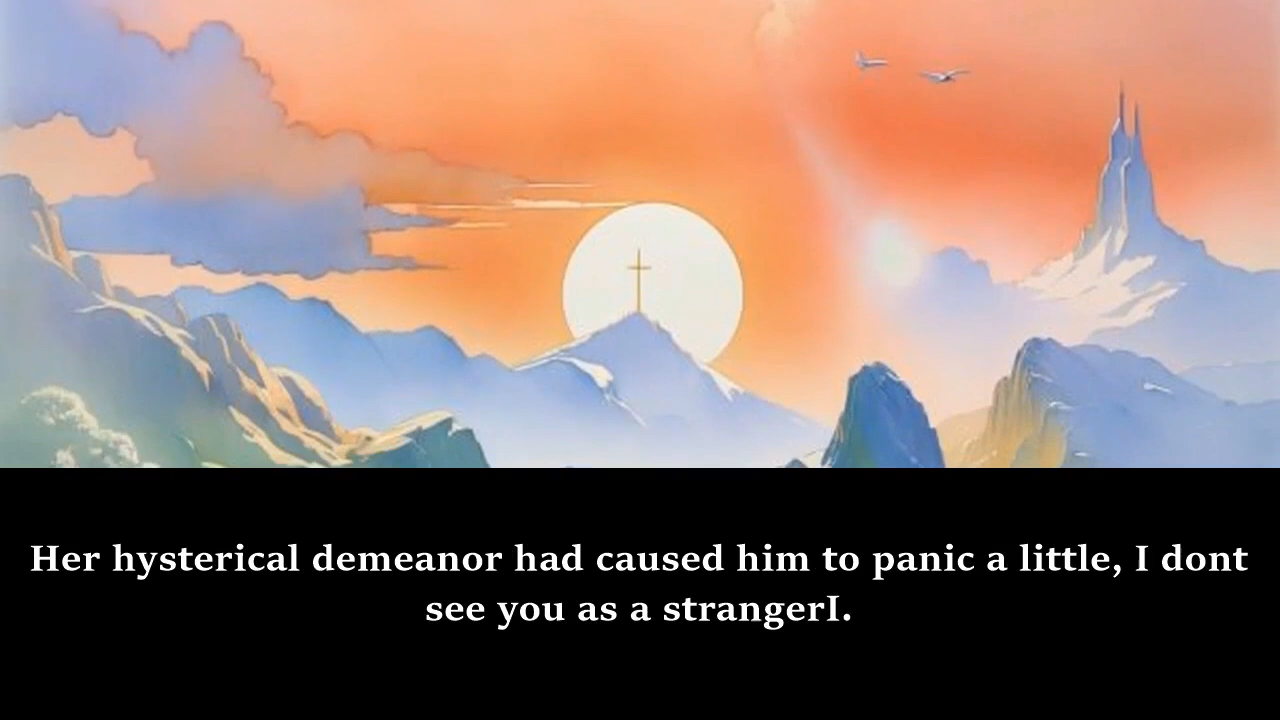 Her hysterical demeanor had caused him to panic a little, I dont
see you as a strangerI.